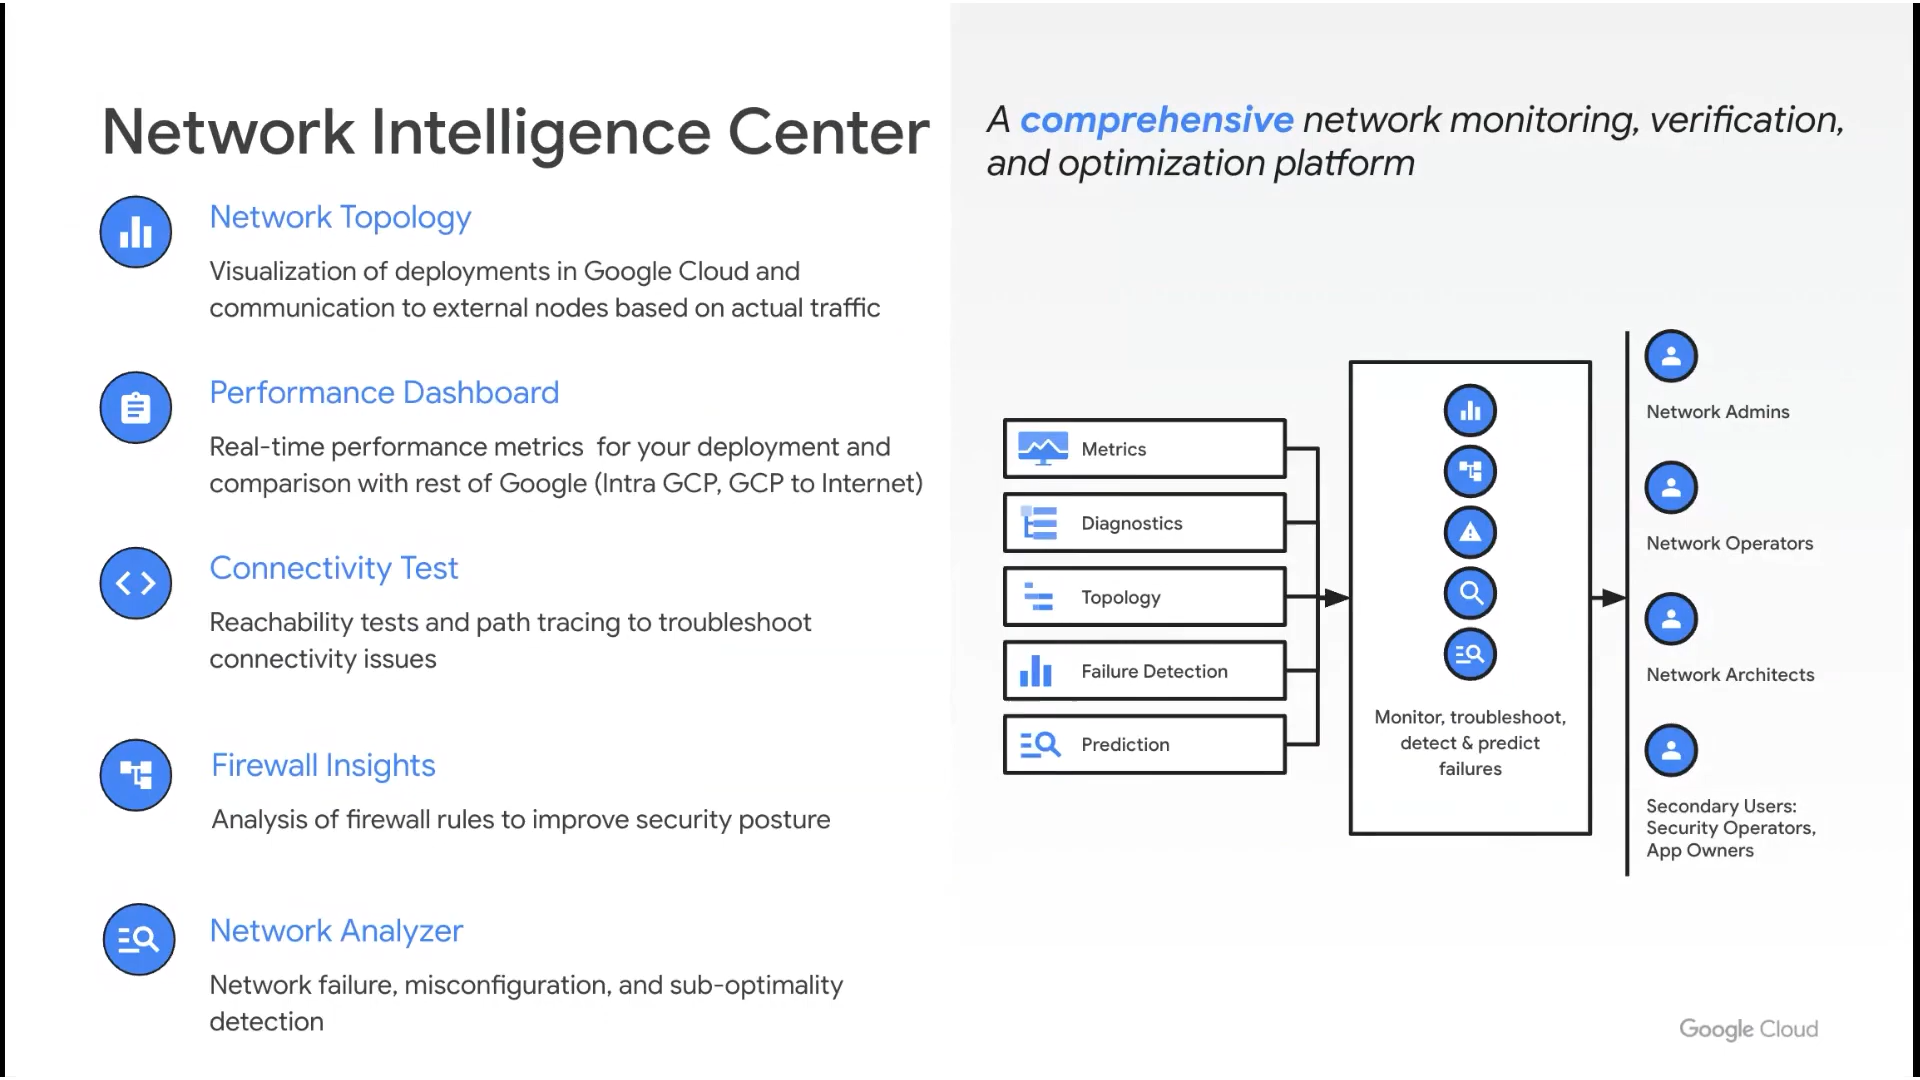 Network Intelligence Center
Network Topology
Visualization of deployments in Google Cloud and
communication to external nodes based on actual traffic
Performance Dashboard
Real-time performance metrics  for your deployment and
comparison with rest of Google (Intra GCP, GCP to Internet)
Connectivity Test
Reachability tests and path tracing to troubleshoot
connectivity issues
Firewall Insights
Analysis of firewall rules to improve security posture
Network Analyzer
Network failure, misconfiguration, and sub-optimality
detection
A comprehensive network monitoring, verification,
and optimization platform
Metrics
Diagnostics
Topology
Failure Detection
Prediction
Monitor, troubleshoot,
detect & predict
failures
Network Admins
Network Operators
Network Architects
Secondary Users:
Security Operators,
App Owners
Google Cloud